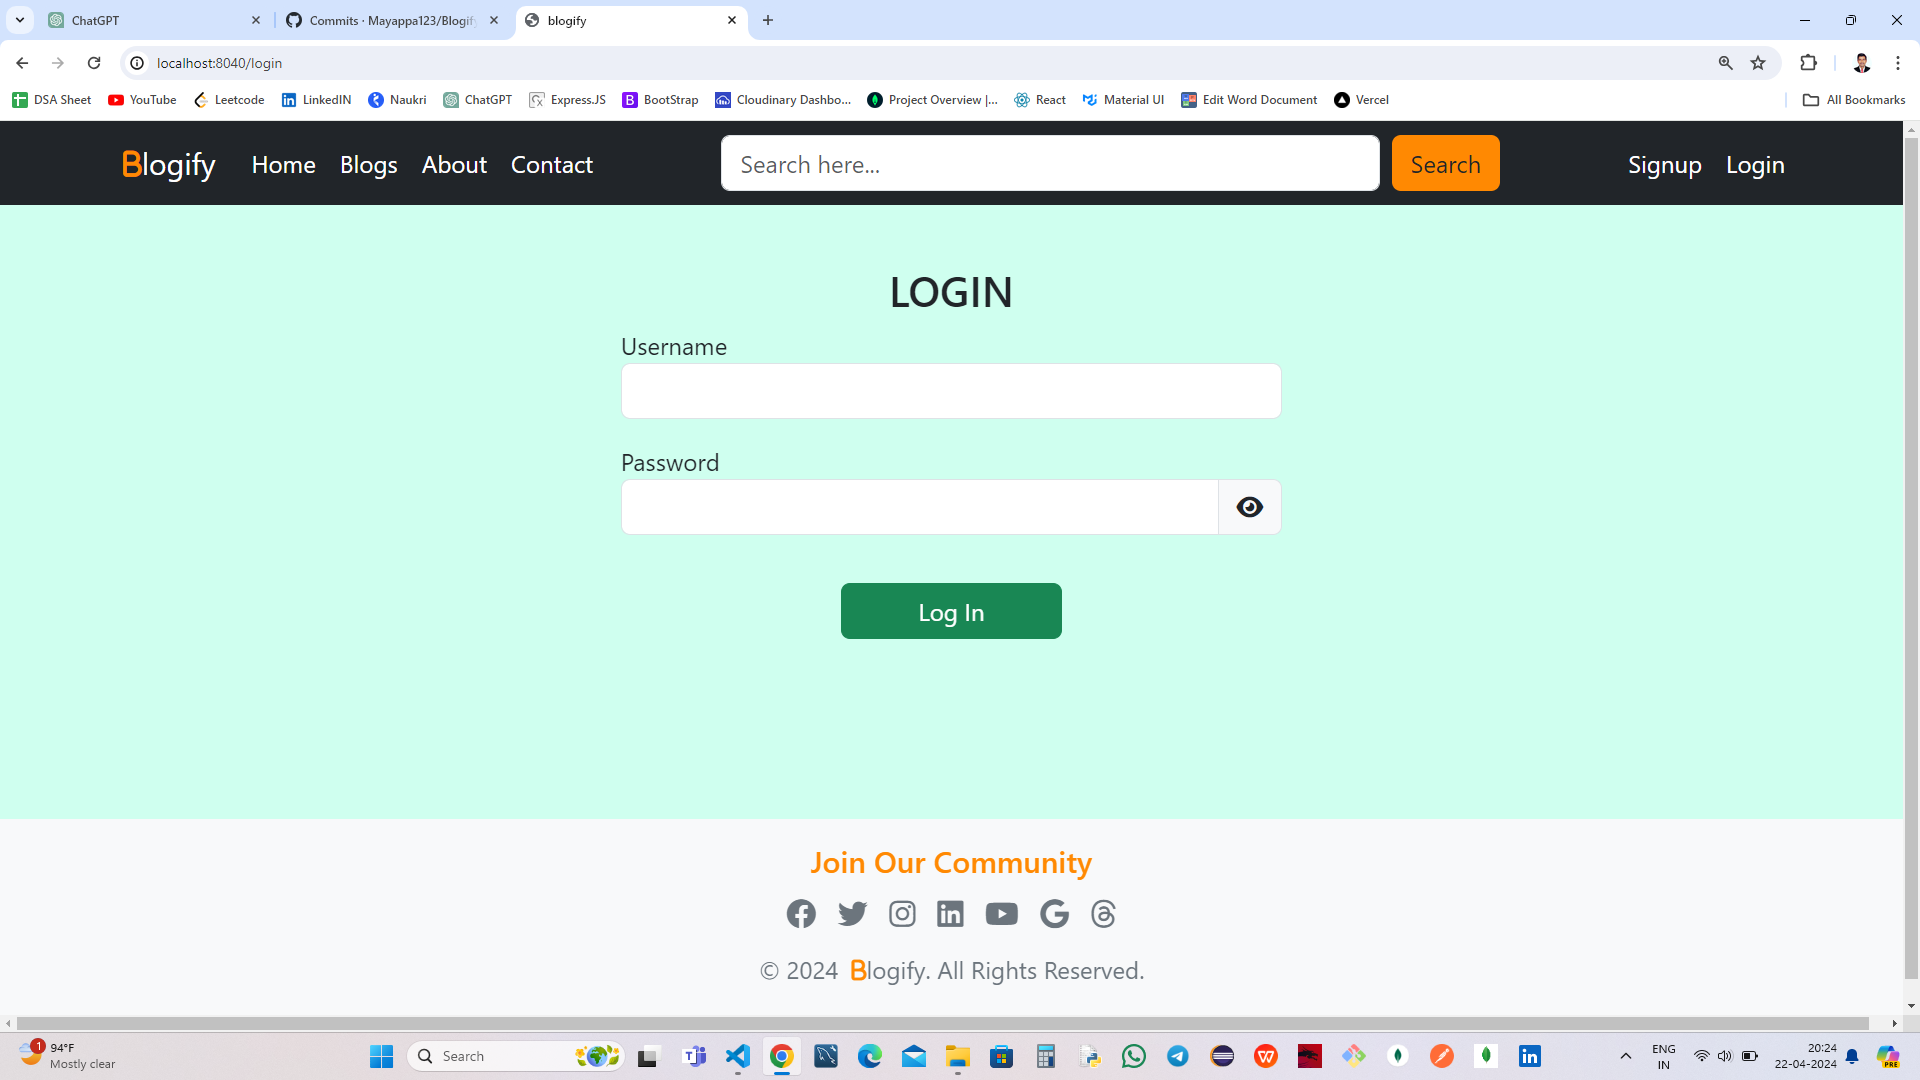 ChatGPT
Commits · Mayappa123/Blogify
blogify
localhost:8040/login
DSA Sheet
YouTube
Leetcode
LinkedIN
Naukri
ChatGPT
Express.JS
BootStrap
Cloudinary Dashbo...
Project Overview |...
React
Material UI
Edit Word Document
Vercel
All Bookmarks
Blogify
Home
Blogs
About
Contact
Search here...
Search
Signup
Login
LOGIN
Username
Password
Log In
Join Our Community
© 2024 Blogify. All Rights Reserved.
1
94°F
Mostly clear
Search
ENG
IN
20:24
22-04-2024
PRE